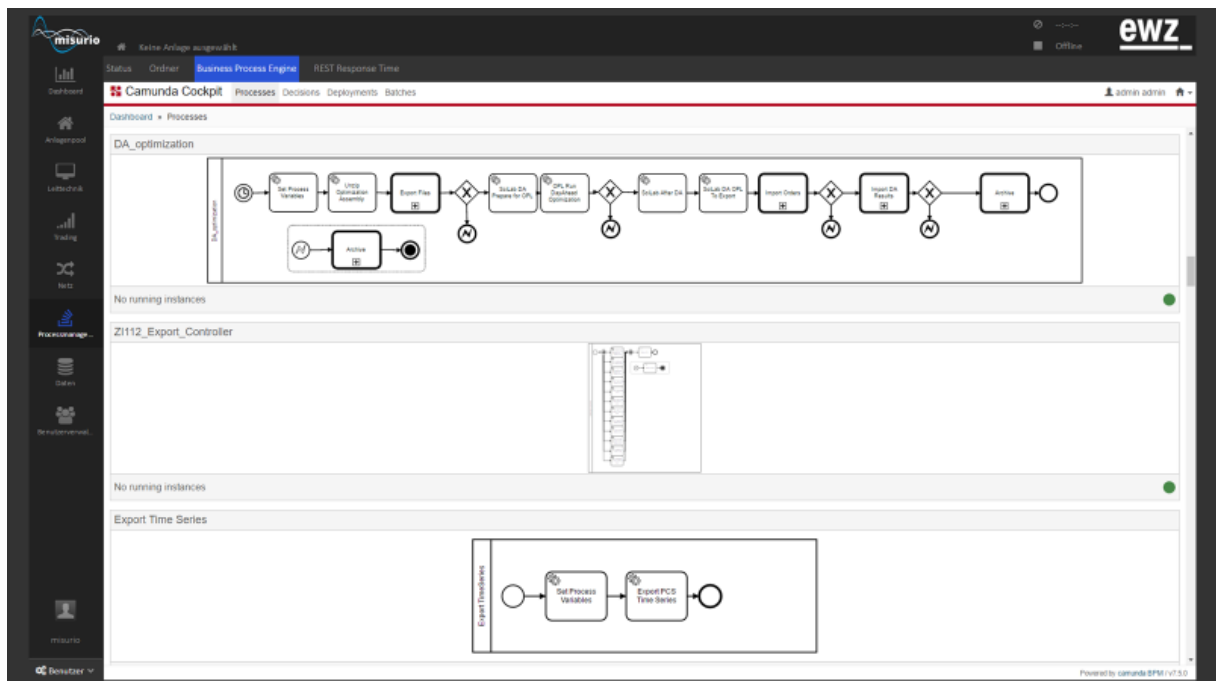 misurio
Keine Anlage ausgewählt
--:--:--
Offline
ewz_
Status Ordner Business Process Engine REST Response Time
Dashboard
Anlagenpool
Leittechnik
Trading
Netz
Processmanage...
Daten
Benutzerverwal...
misurio
Benutzer
Camunda Cockpit Processes Decisions Deployments Batches
admin admin
Dashboard » Processes
DA_optimization
DA_optimization
Set Process
Variables
Unzip
Optimization
Assembly
Export Files
SciLab DA
Prepare for OPL
OPL Run
DayAhead
Optimization
SciLab After DA
SciLab DA OPL
To Export
Import Orders
Import DA
Results
Archive
Archive
No running instances
ZI112_Export_Controller
No running instances
Export Time Series
Export TimeSeries
Set Process
Variables
Export PCS
Time Series
Powered by camunda BPM / v7.5.0